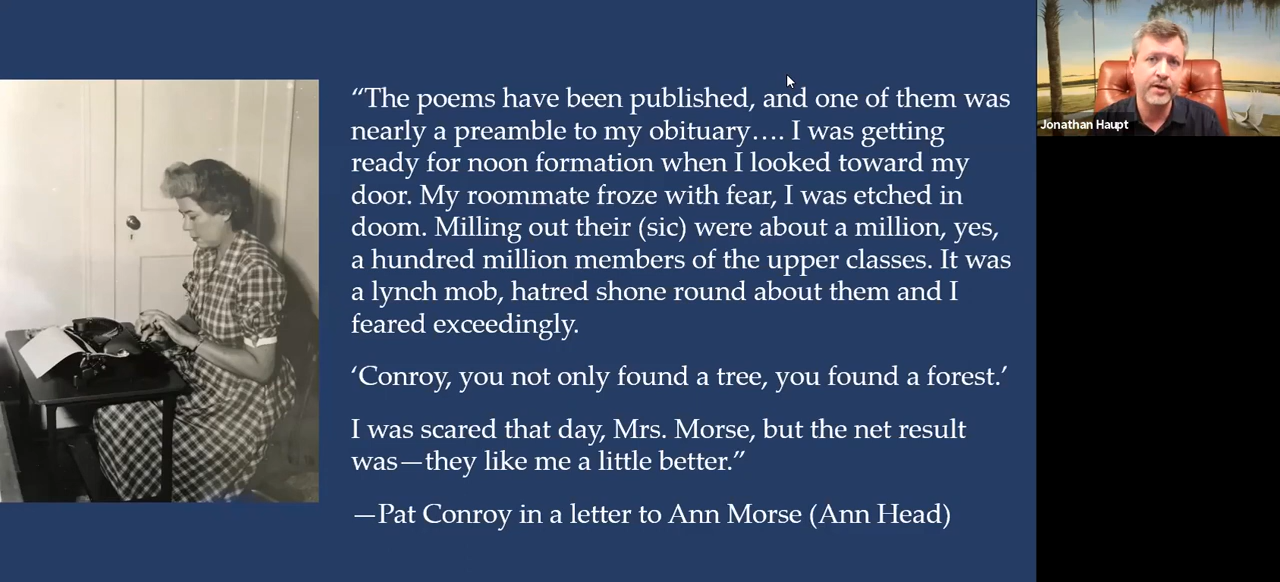 “The poems have been published, and one of them was
nearly a preamble to my obituary…. I was getting
ready for noon formation when I looked toward my
door. My roommate froze with fear, I was etched in
doom. Milling out their (sic) were about a million, yes,
a hundred million members of the upper classes. It was
a lynch mob, hatred shone round about them and I
feared exceedingly.
‘Conroy, you not only found a tree, you found a forest.’
I was scared that day, Mrs. Morse, but the net result
was—they like me a little better.”
—Pat Conroy in a letter to Ann Morse (Ann Head)
Jonathan Haupt